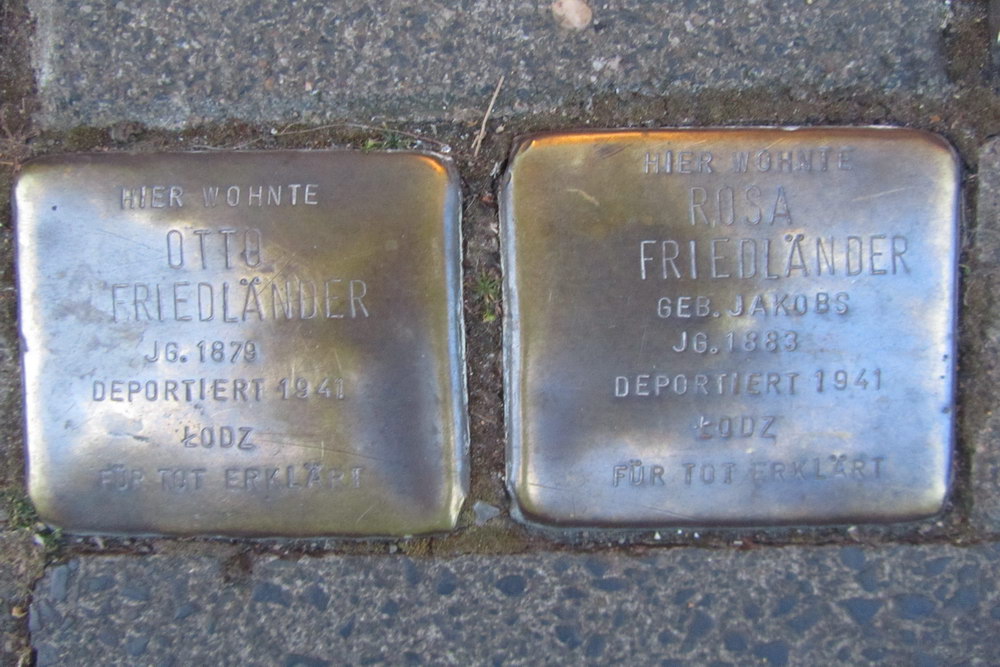 HIER WOHNTE
OTTO
FRIEDLÄNDER
JG. 1879
DEPORTIERT 1941
ŁODZ
FÜR TOT ERKLÄRT
HIER WOHNTE
ROSA
FRIEDLÄNDER
GEB. JAKOBS
JG. 1883
DEPORTIERT 1941
ŁODZ
FÜR TOT ERKLÄRT